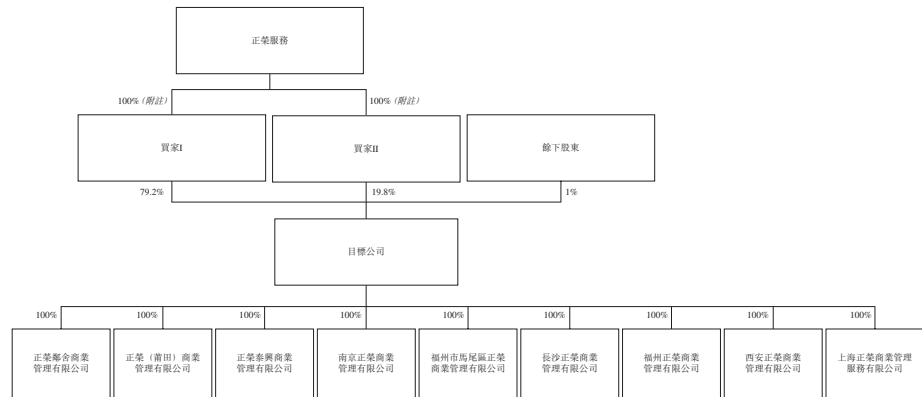 正榮服務
100%(附註)
100%(附註)
買家I
買家II
餘下股東
79.2%
19.8%
1%
目標公司
100%
100%
100%
100%
100%
100%
100%
100%
100%
正榮鄰舍商業
管理有限公司
正榮（莆田）商業
管理有限公司
正榮泰興商業
管理有限公司
南京正榮商業
管理有限公司
福州市馬尾區正榮
商業管理有限公司
長沙正榮商業
管理有限公司
福州正榮商業
管理有限公司
西安正榮商業
管理有限公司
上海正榮商業管理
服務有限公司